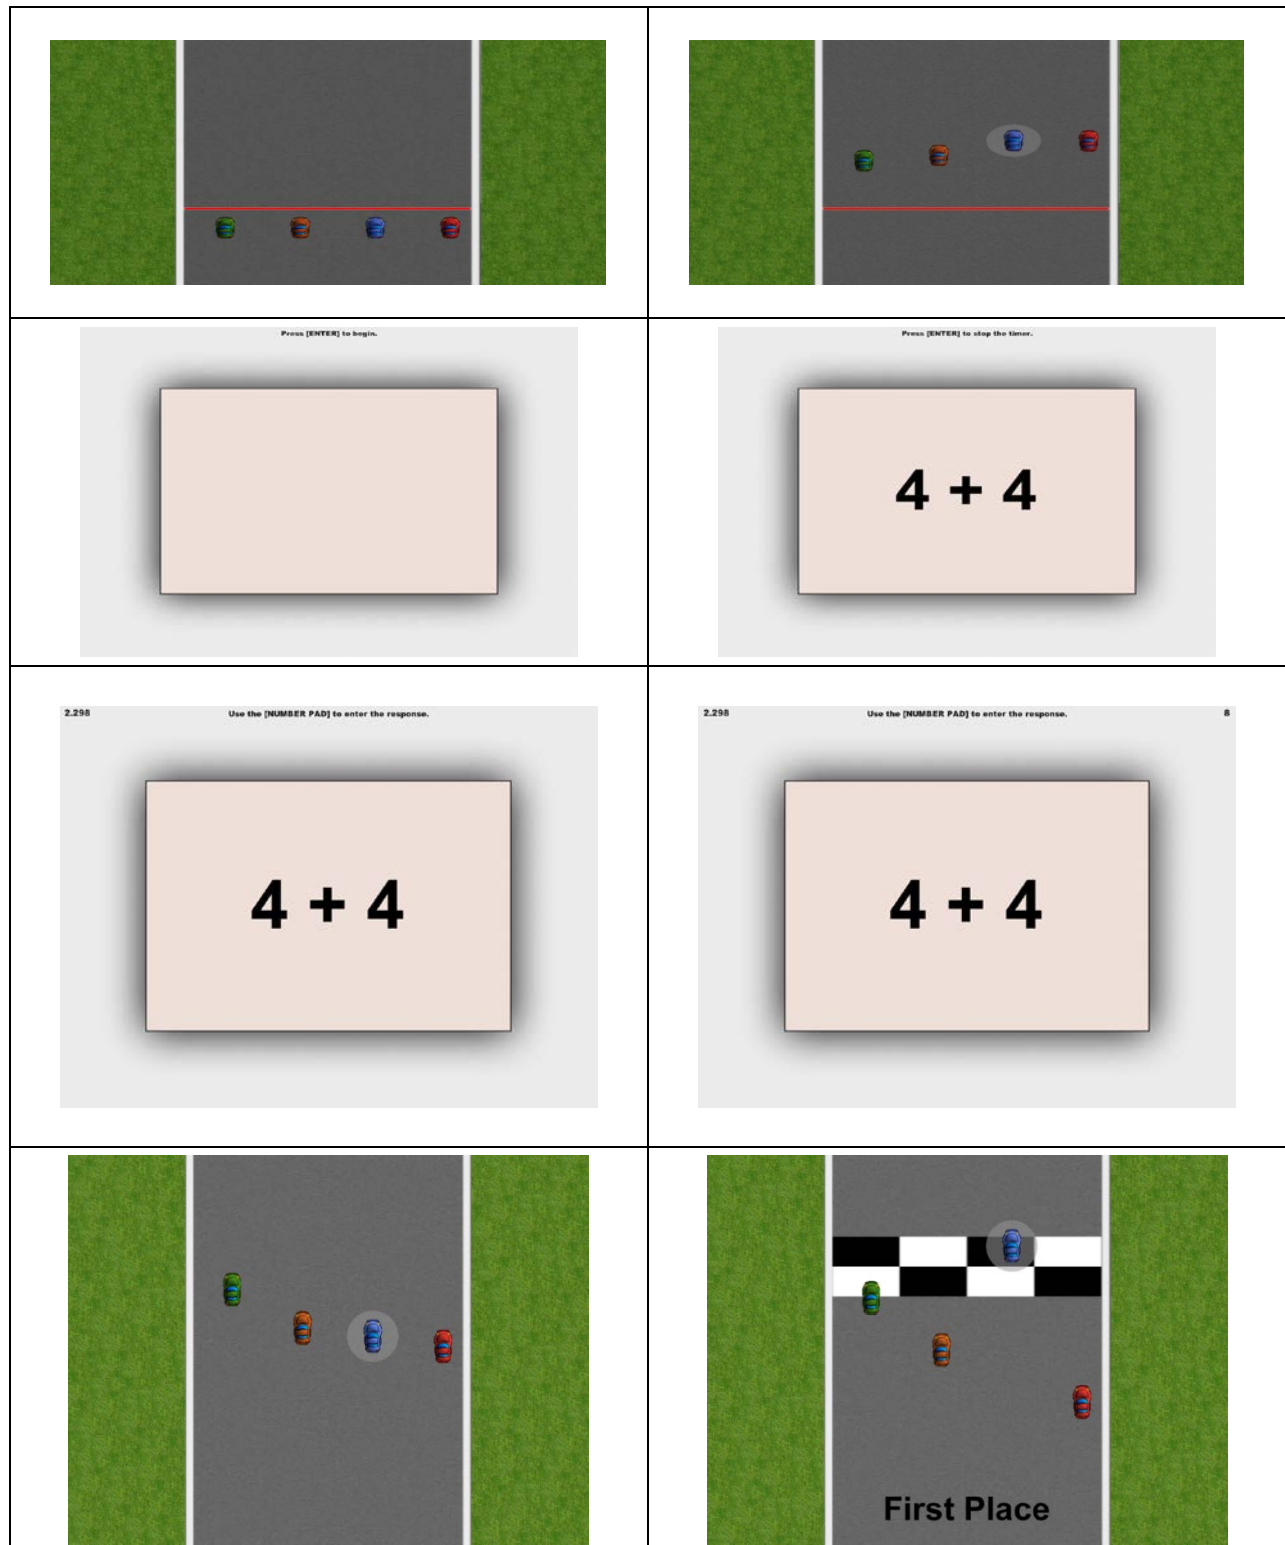 Press [ENTER] to begin.
Press [ENTER] to stop the timer.
4 + 4
2.298 Use the [NUMBER PAD] to enter the response.
4 + 4
2.298 Use the [NUMBER PAD] to enter the response. 8
4 + 4
First Place